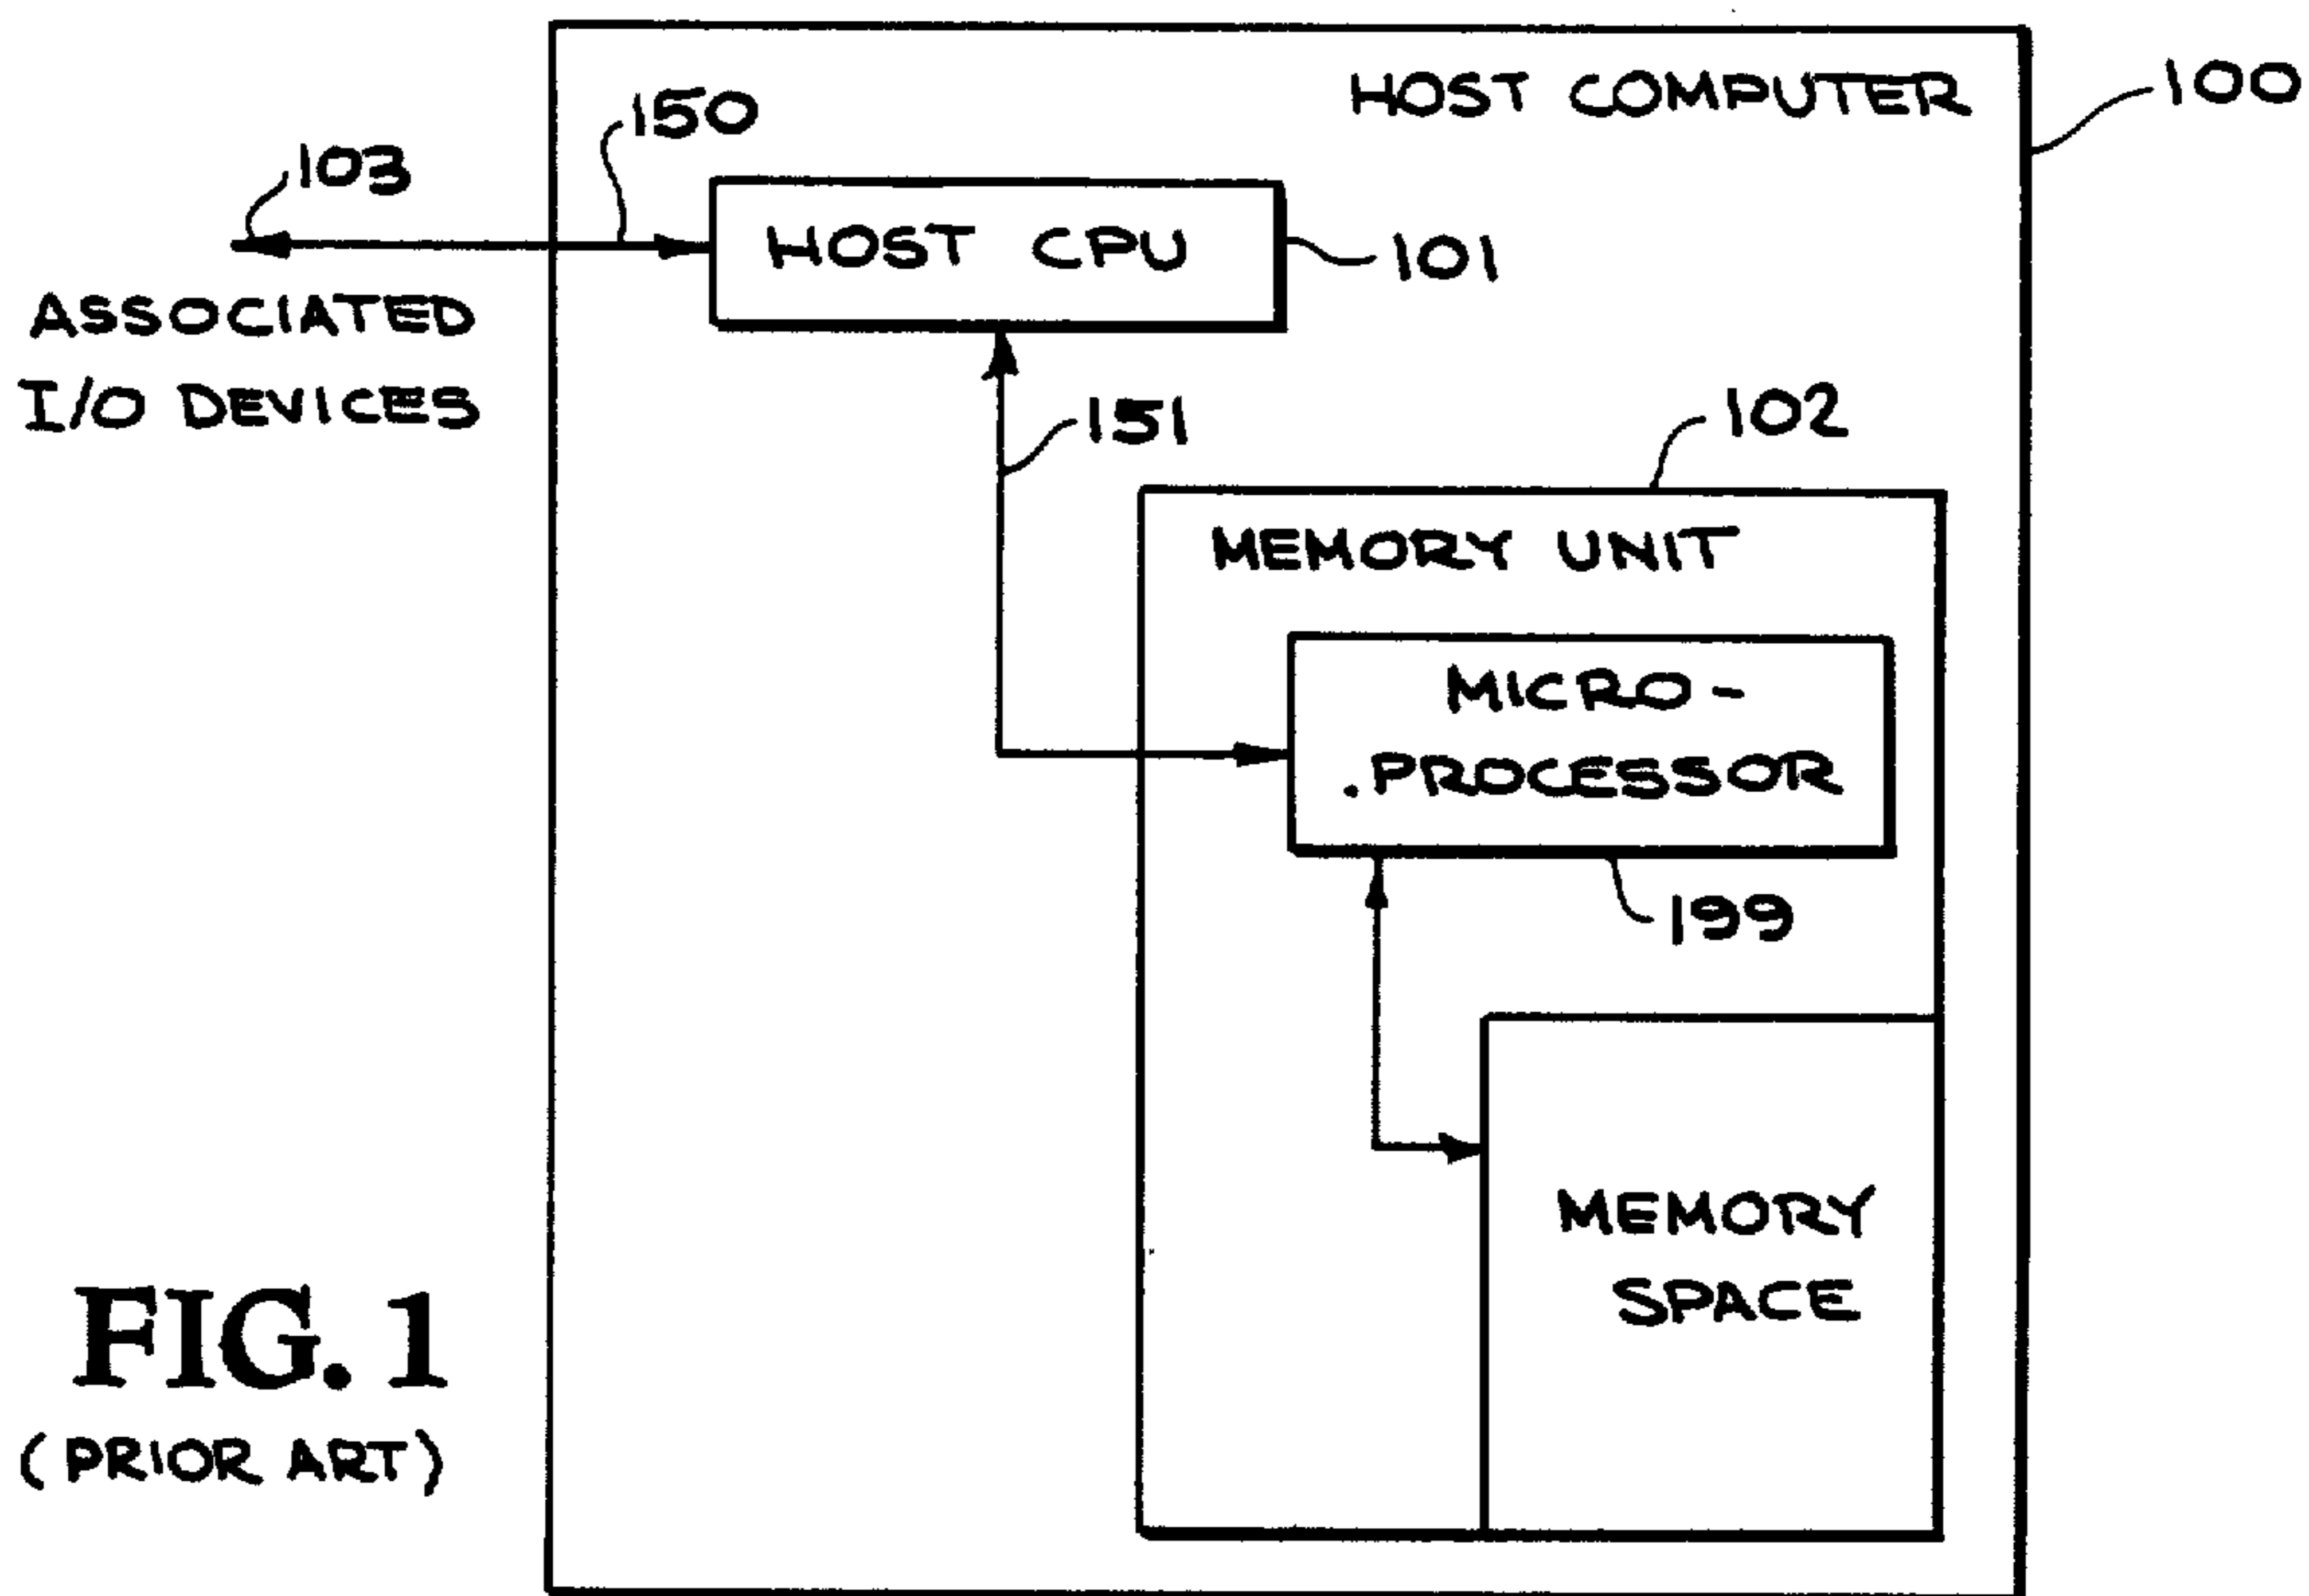 HOST COMPUTER
100
150
103
HOST CPU
101
ASSOCIATED
I/O DEVICES
151
102
MEMORY UNIT
MICRO-
PROCESSOR
199
MEMORY
SPACE
FIG. 1
(PRIOR ART)